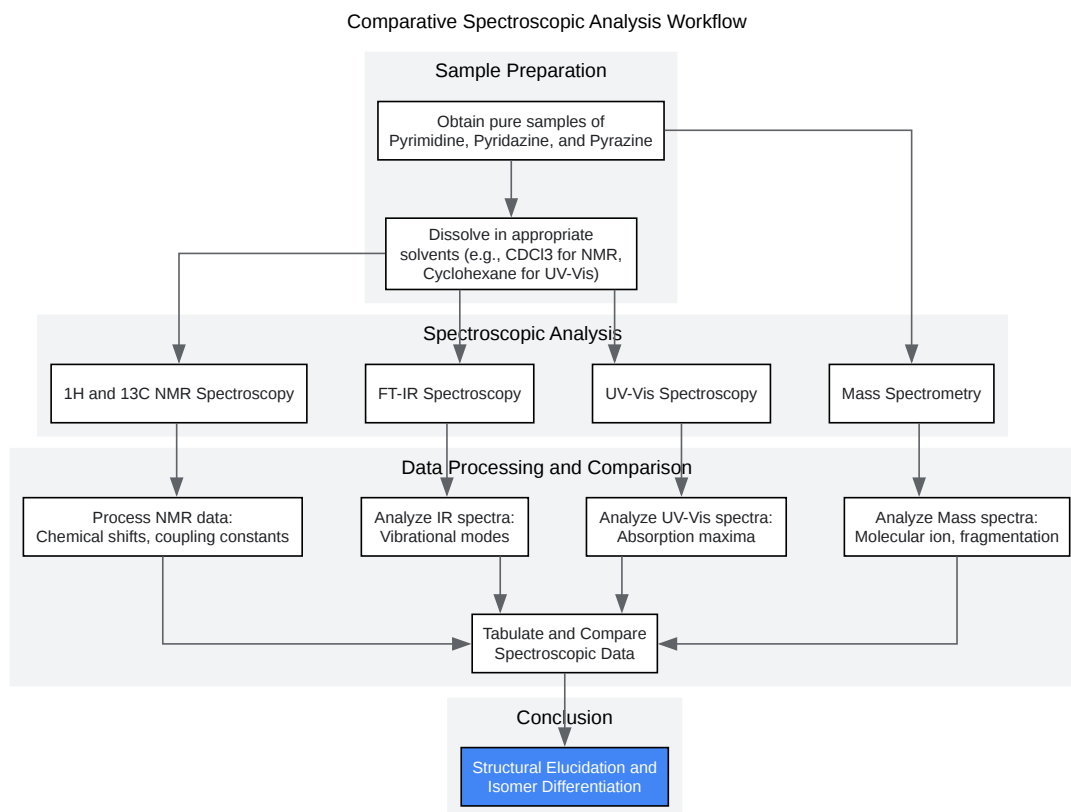 Comparative Spectroscopic Analysis Workflow
Sample Preparation
Obtain pure samples of
Pyrimidine, Pyridazine, and Pyrazine
Dissolve in appropriate
solvents (e.g., CDCl3 for NMR,
Cyclohexane for UV-Vis)
Spectroscopic Analysis
1H and 13C NMR Spectroscopy
FT-IR Spectroscopy
UV-Vis Spectroscopy
Mass Spectrometry
Data Processing and Comparison
Process NMR data:
Chemical shifts, coupling constants
Analyze IR spectra:
Vibrational modes
Analyze UV-Vis spectra:
Absorption maxima
Analyze Mass spectra:
Molecular ion, fragmentation
Tabulate and Compare
Spectroscopic Data
Conclusion
Structural Elucidation and
Isomer Differentiation